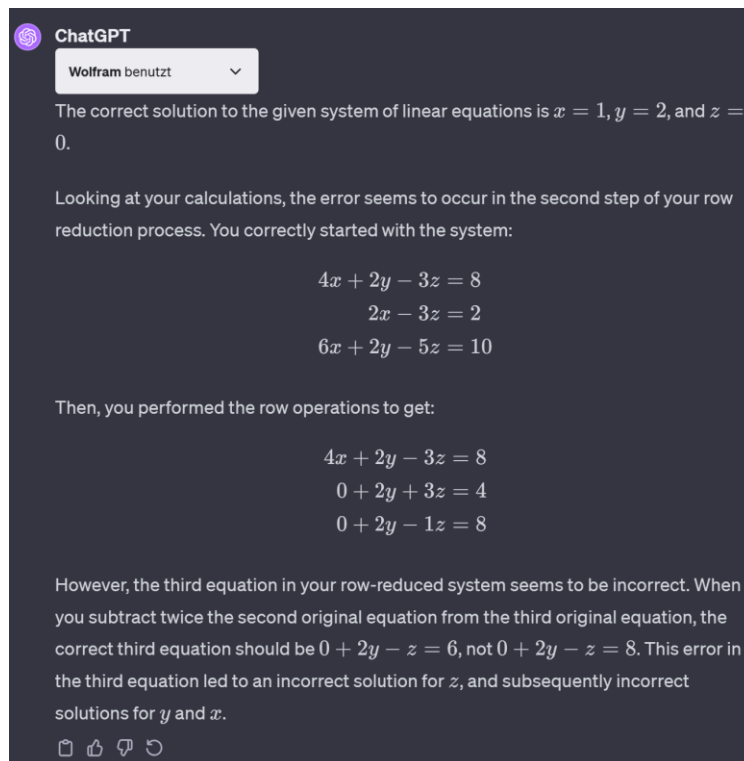 ChatGPT
Wolfram benutzt
The correct solution to the given system of linear equations is x = 1, y = 2, and z =
0.
Looking at your calculations, the error seems to occur in the second step of your row
reduction process. You correctly started with the system:
4x + 2y − 3z = 8
2x − 3z = 2
6x + 2y − 5z = 10
Then, you performed the row operations to get:
4x + 2y − 3z = 8
0 + 2y + 3z = 4
0 + 2y − 1z = 8
However, the third equation in your row-reduced system seems to be incorrect. When
you subtract twice the second original equation from the third original equation, the
correct third equation should be 0 + 2y − z = 6, not 0 + 2y − z = 8. This error in
the third equation led to an incorrect solution for z, and subsequently incorrect
solutions for y and x.